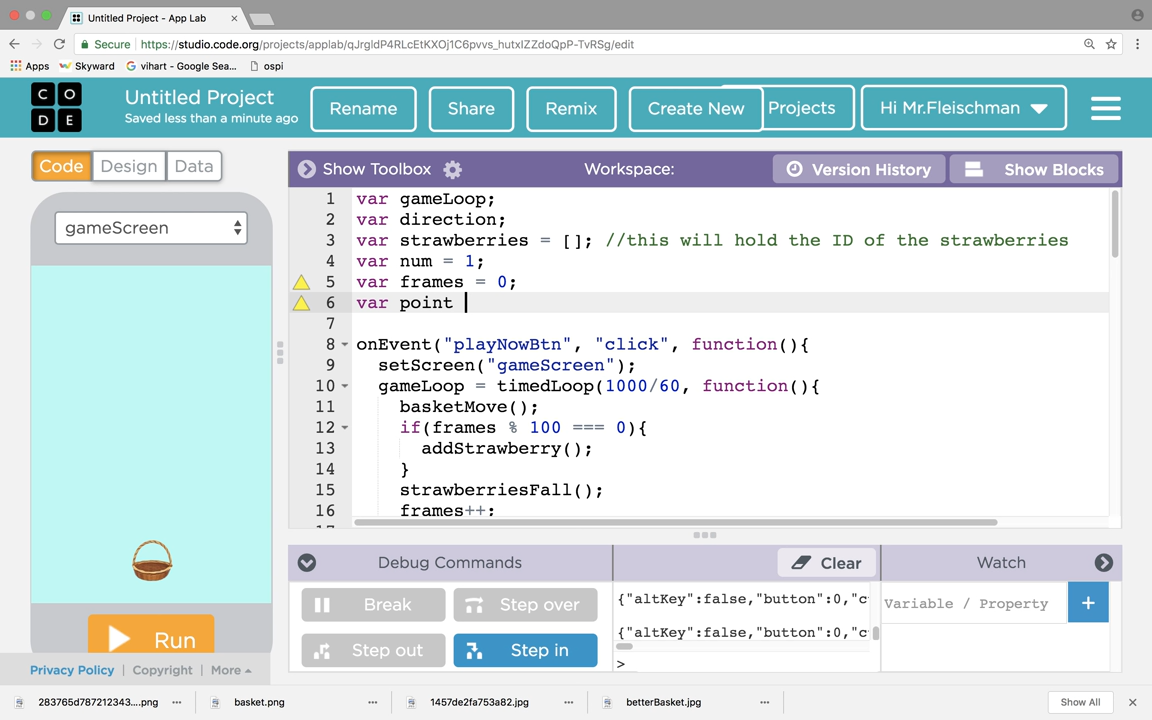 Untitled Project - App Lab
Secure https://studio.code.org/projects/applab/qJrgldP4RLcEtKXOj1C6pvvs_hutxIZZdoQpP-TvRSg/edit
Apps Skyward vihart - Google Sea... ospi
CODE
Untitled Project
Saved less than a minute ago
Rename Share Remix Create New Projects Hi Mr.Fleischman
Code Design Data
Show Toolbox Workspace: Version History Show Blocks
gameScreen
1 var gameLoop;
2 var direction;
3 var strawberries = []; //this will hold the ID of the strawberries
4 var num = 1;
5 var frames = 0;
6 var point
7
8 onEvent("playNowBtn", "click", function(){
9 setScreen("gameScreen");
10 gameLoop = timedLoop(1000/60, function(){
11 basketMove();
12 if(frames % 100 === 0){
13 addStrawberry();
14 }
15 strawberriesFall();
16 frames++;
Run
Debug Commands Clear Watch
Break Step over
Step out Step in
{"altKey":false,"button":0,"c
{"altKey":false,"button":0,"c
>
Variable / Property +
Privacy Policy | Copyright | More
283765d787212343....png basket.png 1457de2fa753a82.jpg betterBasket.jpg Show All